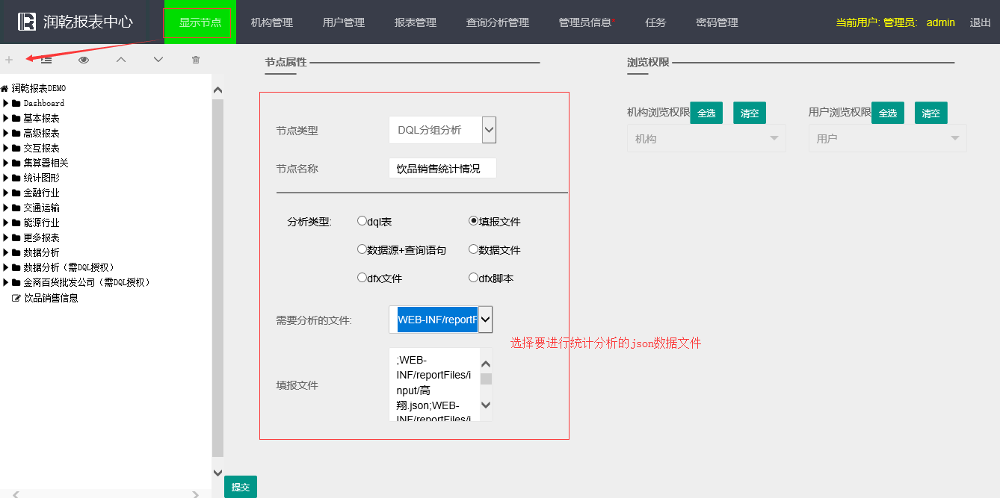 润乾报表中心
显示节点
机构管理
用户管理
报表管理
查询分析管理
管理员信息*
任务
密码管理
当前用户: 管理员: admin
退出
润乾报表DEMO
Dashboard
基本报表
高级报表
交互报表
集算器相关
统计图形
金融行业
交通运输
能源行业
更多报表
数据分析
数据分析（需DQL授权）
金商百货批发公司（需DQL授权）
饮品销售信息
节点属性
节点类型
DQL分组分析
节点名称
饮品销售统计情况
分析类型:
dql表
填报文件
数据源+查询语句
数据文件
dfx文件
dfx脚本
需要分析的文件:
WEB-INF/reportF
填报文件
;WEB-
INF/reportFiles/i
nput/高
翔.json;WEB-
INF/reportFiles/i
选择要进行统计分析的json数据文件
提交
浏览权限
机构浏览权限 全选 清空
机构
用户浏览权限 全选 清空
用户